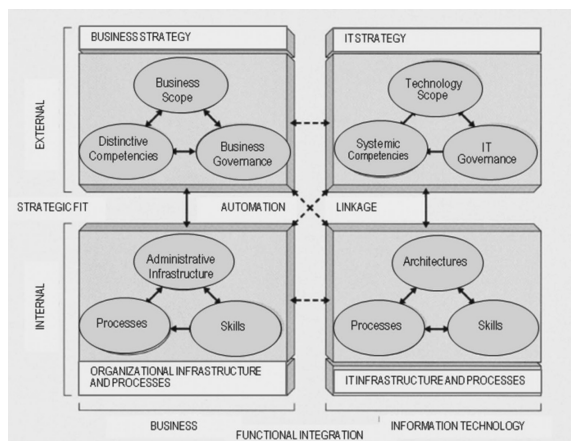 BUSINESS STRATEGY
IT STRATEGY
EXTERNAL
Business
Scope
Distinctive
Competencies
Business
Governance
Technology
Scope
Systemic
Competencies
IT
Governance
STRATEGIC FIT
AUTOMATION
LINKAGE
INTERNAL
Administrative
Infrastructure
Processes
Skills
Architectures
Processes
Skills
ORGANIZATIONAL INFRASTRUCTURE
AND PROCESSES
IT INFRASTRUCTURE AND PROCESSES
BUSINESS
INFORMATION TECHNOLOGY
FUNCTIONAL INTEGRATION